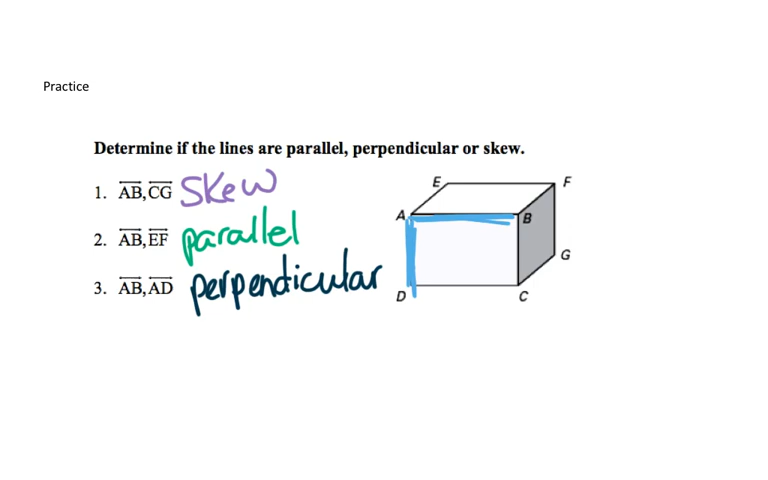 Practice
Determine if the lines are parallel, perpendicular or skew.
1. AB, CG Skew
2. AB, EF parallel
3. AB, AD perpendicular
E F
A B
G
D C